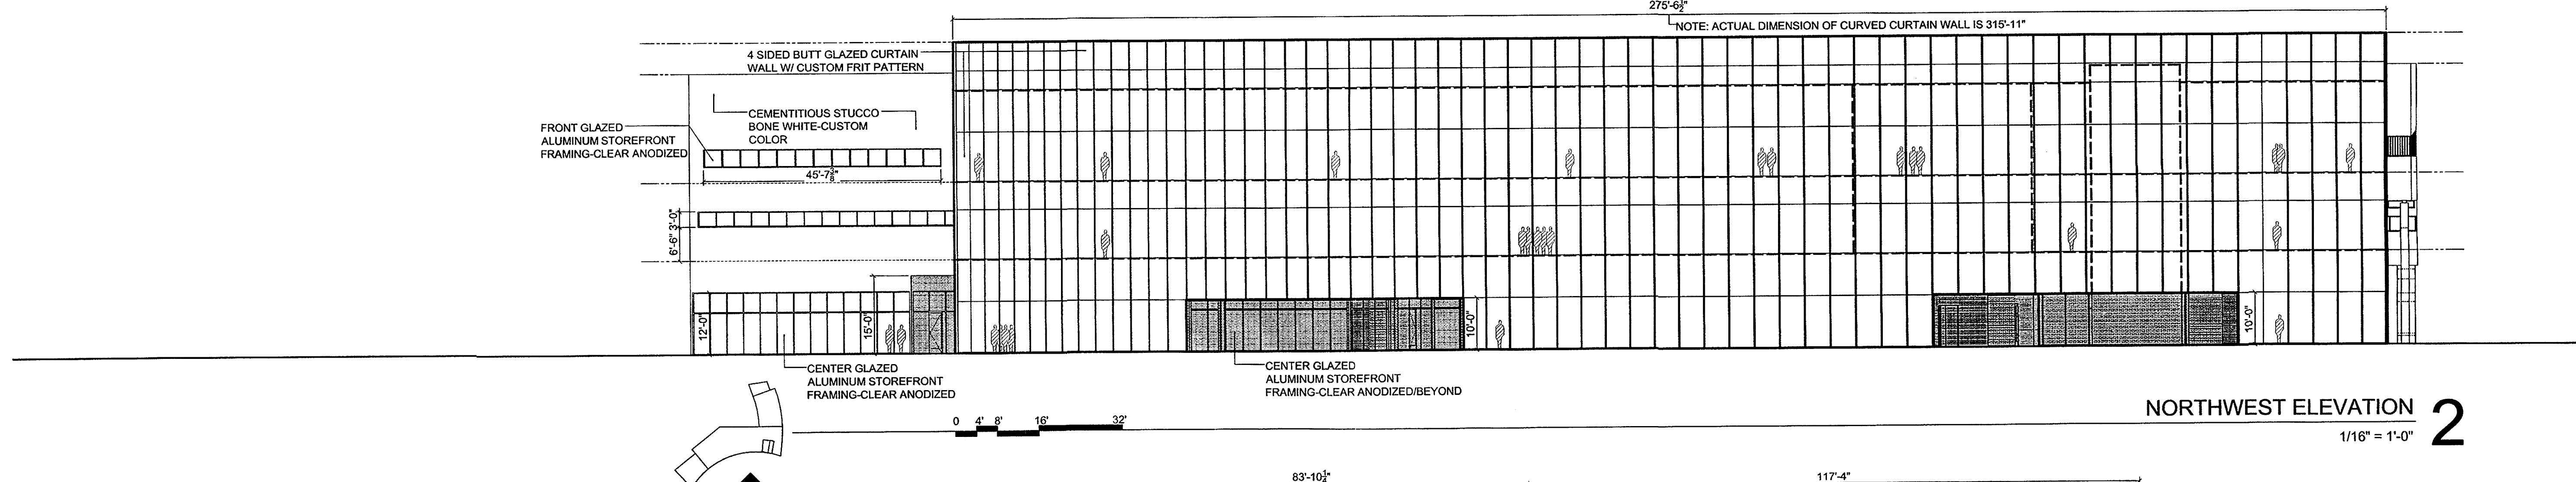 275'-6½"
NOTE: ACTUAL DIMENSION OF CURVED CURTAIN WALL IS 315'-11"
4 SIDED BUTT GLAZED CURTAIN
WALL W/ CUSTOM FRIT PATTERN
CEMENTITIOUS STUCCO
BONE WHITE-CUSTOM
COLOR
FRONT GLAZED
ALUMINUM STOREFRONT
FRAMING-CLEAR ANODIZED
45'-7⅜"
3'-0"
6'-6"
12'-0"
15'-0"
10'-0"
10'-0"
CENTER GLAZED
ALUMINUM STOREFRONT
FRAMING-CLEAR ANODIZED
CENTER GLAZED
ALUMINUM STOREFRONT
FRAMING-CLEAR ANODIZED/BEYOND
0 4' 8' 16' 32'
NORTHWEST ELEVATION 2
1/16" = 1'-0"
83'-10¼"
117'-4"